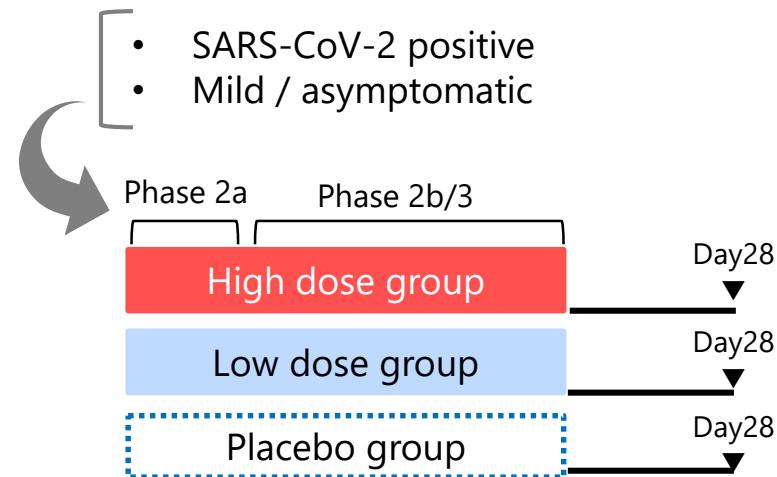 • SARS-CoV-2 positive
• Mild / asymptomatic
Phase 2a
Phase 2b/3
High dose group
Day28
Low dose group
Day28
Placebo group
Day28